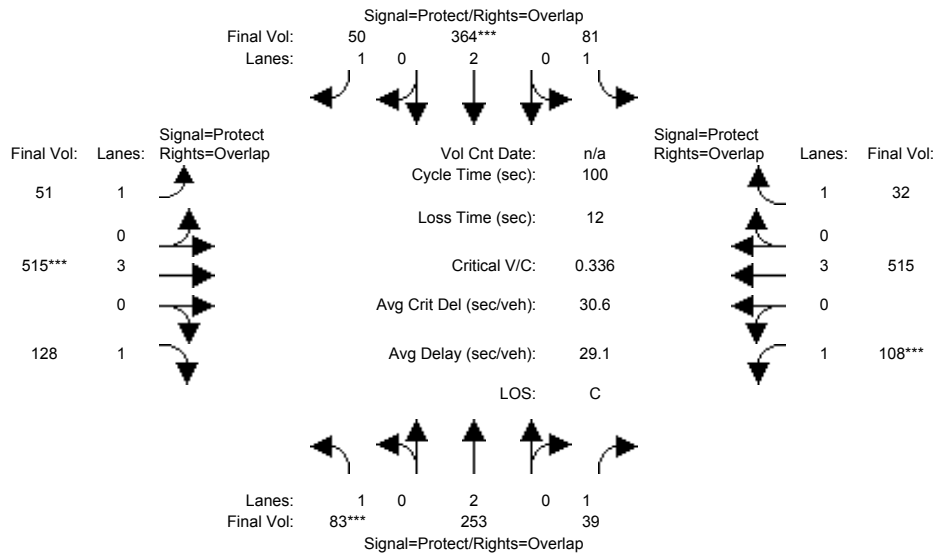 Signal=Protect/Rights=Overlap
Final Vol: 50 364*** 81
Lanes: 1 0 2 0 1
Signal=Protect
Final Vol: Lanes: Rights=Overlap
Vol Cnt Date: n/a
Signal=Protect
Rights=Overlap Lanes: Final Vol:
Cycle Time (sec): 100
51 1
1 32
Loss Time (sec): 12
0
0
515*** 3
Critical V/C: 0.336
3 515
0
Avg Crit Del (sec/veh): 30.6
0
128 1
Avg Delay (sec/veh): 29.1
1 108***
LOS: C
Lanes: 1 0 2 0 1
Final Vol: 83*** 253 39
Signal=Protect/Rights=Overlap